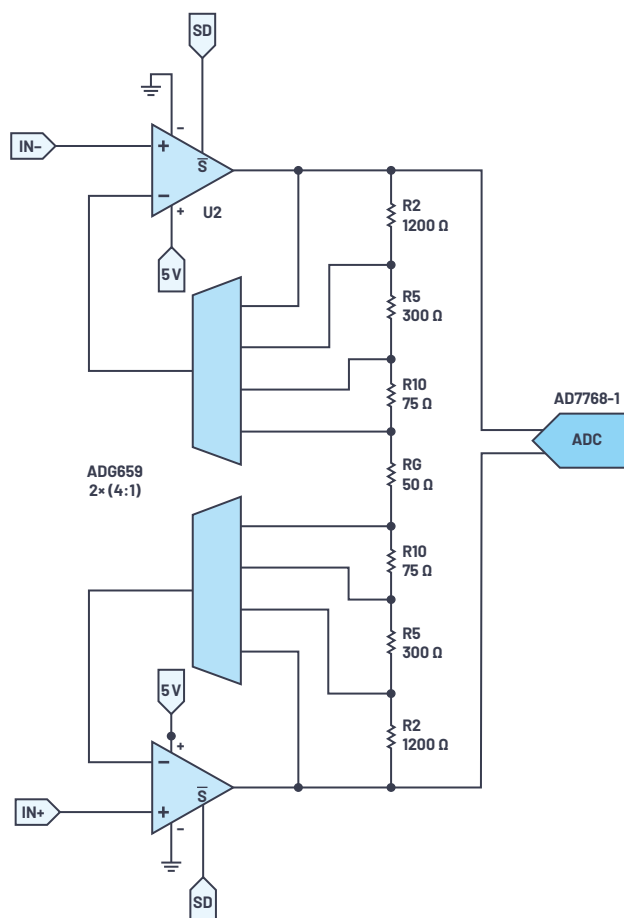 SD
IN–
–
+
S
–
+
U2
5 V
R2
1200 Ω
R5
300 Ω
R10
75 Ω
AD7768-1
ADC
RG
50 Ω
ADG659
2× (4:1)
R10
75 Ω
R5
300 Ω
5 V
R2
1200 Ω
+
–
S
IN+
+
–
SD